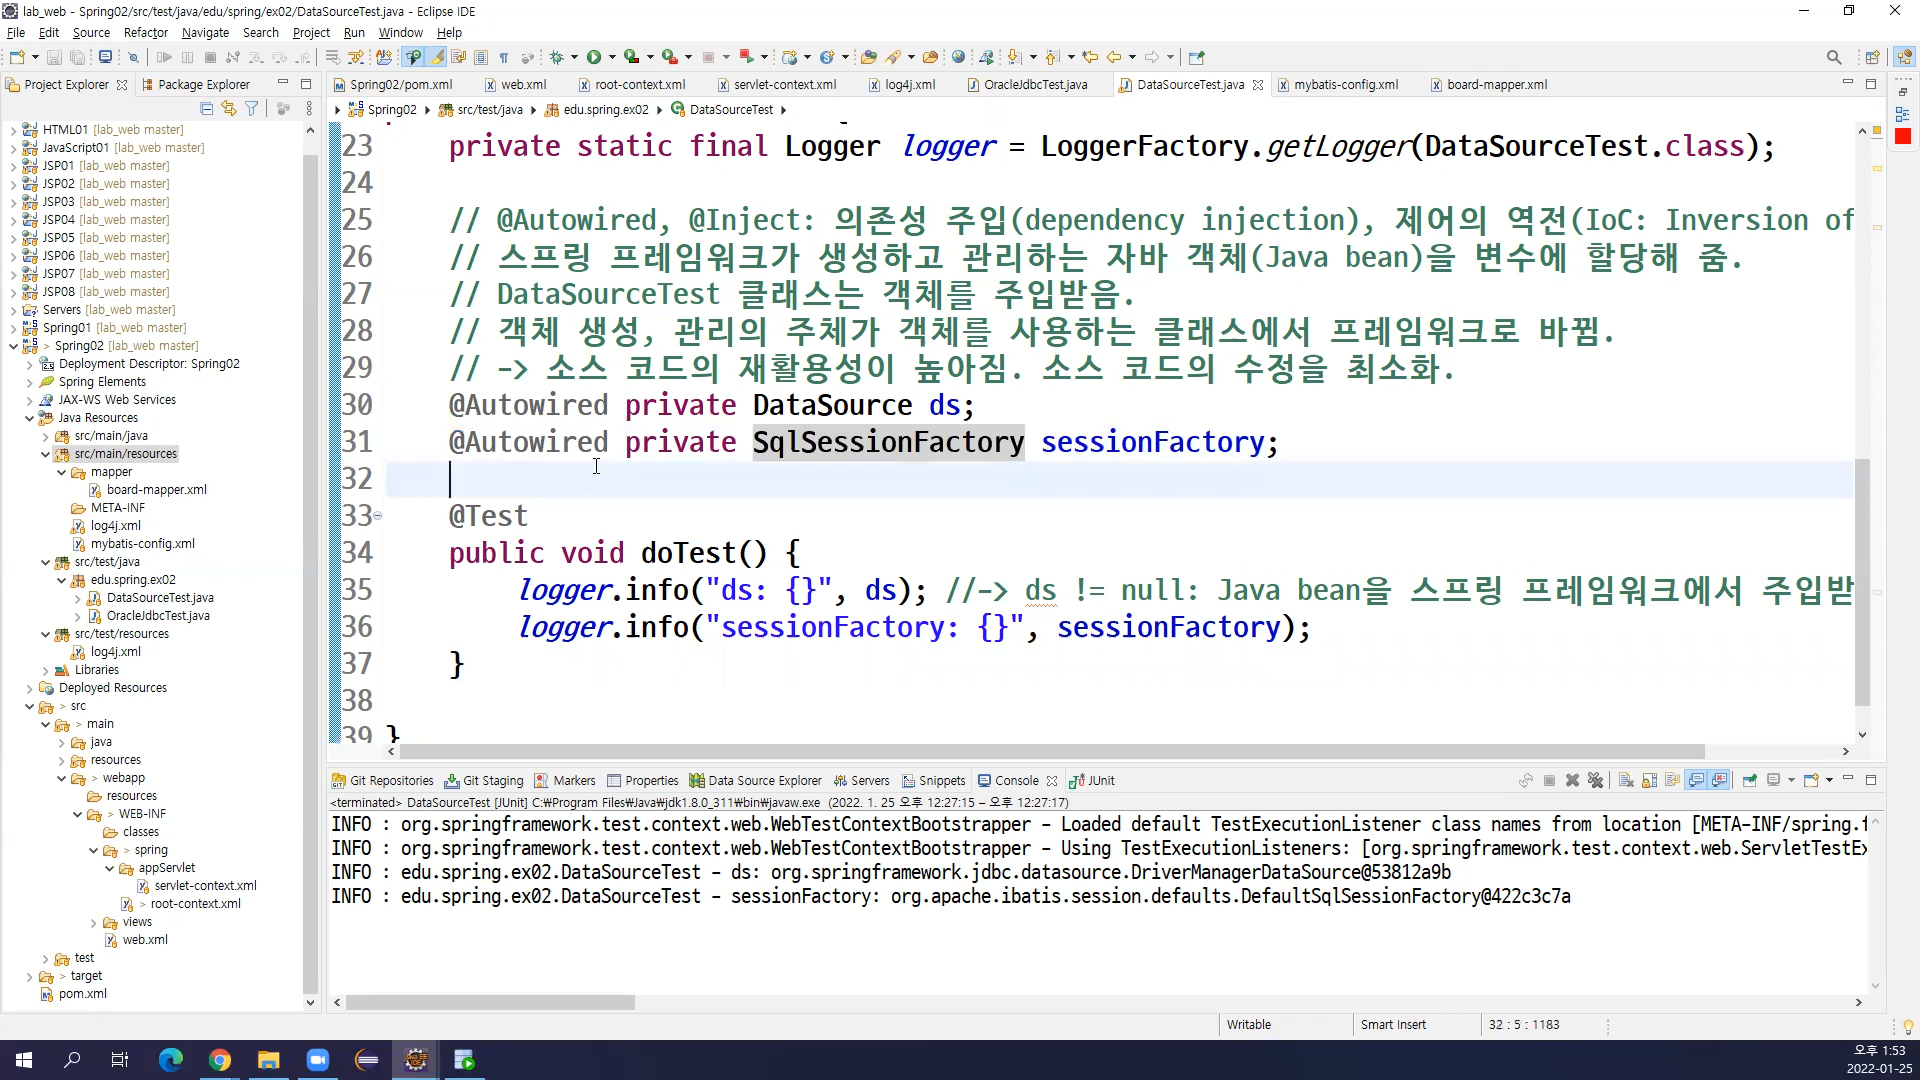 lab_web - Spring02/src/test/java/edu/spring/ex02/DataSourceTest.java - Eclipse IDE
File Edit Source Refactor Navigate Search Project Run Window Help
Project Explorer Package Explorer
Spring02/pom.xml web.xml root-context.xml servlet-context.xml log4j.xml OracleJdbcTest.java DataSourceTest.java mybatis-config.xml board-mapper.xml
Spring02 src/test/java edu.spring.ex02 DataSourceTest
HTML01 [lab_web master]
JavaScript01 [lab_web master]
JSP01 [lab_web master]
JSP02 [lab_web master]
JSP03 [lab_web master]
JSP04 [lab_web master]
JSP05 [lab_web master]
JSP06 [lab_web master]
JSP07 [lab_web master]
JSP08 [lab_web master]
Servers [lab_web master]
Spring01 [lab_web master]
> Spring02 [lab_web master]
Deployment Descriptor: Spring02
Spring Elements
JAX-WS Web Services
Java Resources
src/main/java
src/main/resources
mapper
board-mapper.xml
META-INF
log4j.xml
mybatis-config.xml
src/test/java
edu.spring.ex02
DataSourceTest.java
OracleJdbcTest.java
src/test/resources
log4j.xml
Libraries
Deployed Resources
> src
> main
java
resources
> webapp
resources
> WEB-INF
classes
> spring
appServlet
servlet-context.xml
> root-context.xml
views
web.xml
test
> target
pom.xml
23 private static final Logger logger = LoggerFactory.getLogger(DataSourceTest.class);
24
25 // @Autowired, @Inject: 의존성 주입(dependency injection), 제어의 역전(IoC: Inversion of
26 // 스프링 프레임워크가 생성하고 관리하는 자바 객체(Java bean)을 변수에 할당해 줌.
27 // DataSourceTest 클래스는 객체를 주입받음.
28 // 객체 생성, 관리의 주체가 객체를 사용하는 클래스에서 프레임워크로 바뀜.
29 // -> 소스 코드의 재활용성이 높아짐. 소스 코드의 수정을 최소화.
30 @Autowired private DataSource ds;
31 @Autowired private SqlSessionFactory sessionFactory;
32
33 @Test
34 public void doTest() {
35 logger.info("ds: {}", ds); //-> ds != null: Java bean을 스프링 프레임워크에서 주입받
36 logger.info("sessionFactory: {}", sessionFactory);
37 }
38
39 }
Git Repositories Git Staging Markers Properties Data Source Explorer Servers Snippets Console JUnit
<terminated> DataSourceTest [JUnit] C:₩Program Files₩Java₩jdk1.8.0_311₩bin₩javaw.exe (2022. 1. 25 오후 12:27:15 – 오후 12:27:17)
INFO : org.springframework.test.context.web.WebTestContextBootstrapper - Loaded default TestExecutionListener class names from location [META-INF/spring.f
INFO : org.springframework.test.context.web.WebTestContextBootstrapper - Using TestExecutionListeners: [org.springframework.test.context.web.ServletTestEx
INFO : edu.spring.ex02.DataSourceTest - ds: org.springframework.jdbc.datasource.DriverManagerDataSource@53812a9b
INFO : edu.spring.ex02.DataSourceTest - sessionFactory: org.apache.ibatis.session.defaults.DefaultSqlSessionFactory@422c3c7a
Writable Smart Insert 32 : 5 : 1183
오후 1:53
2022-01-25